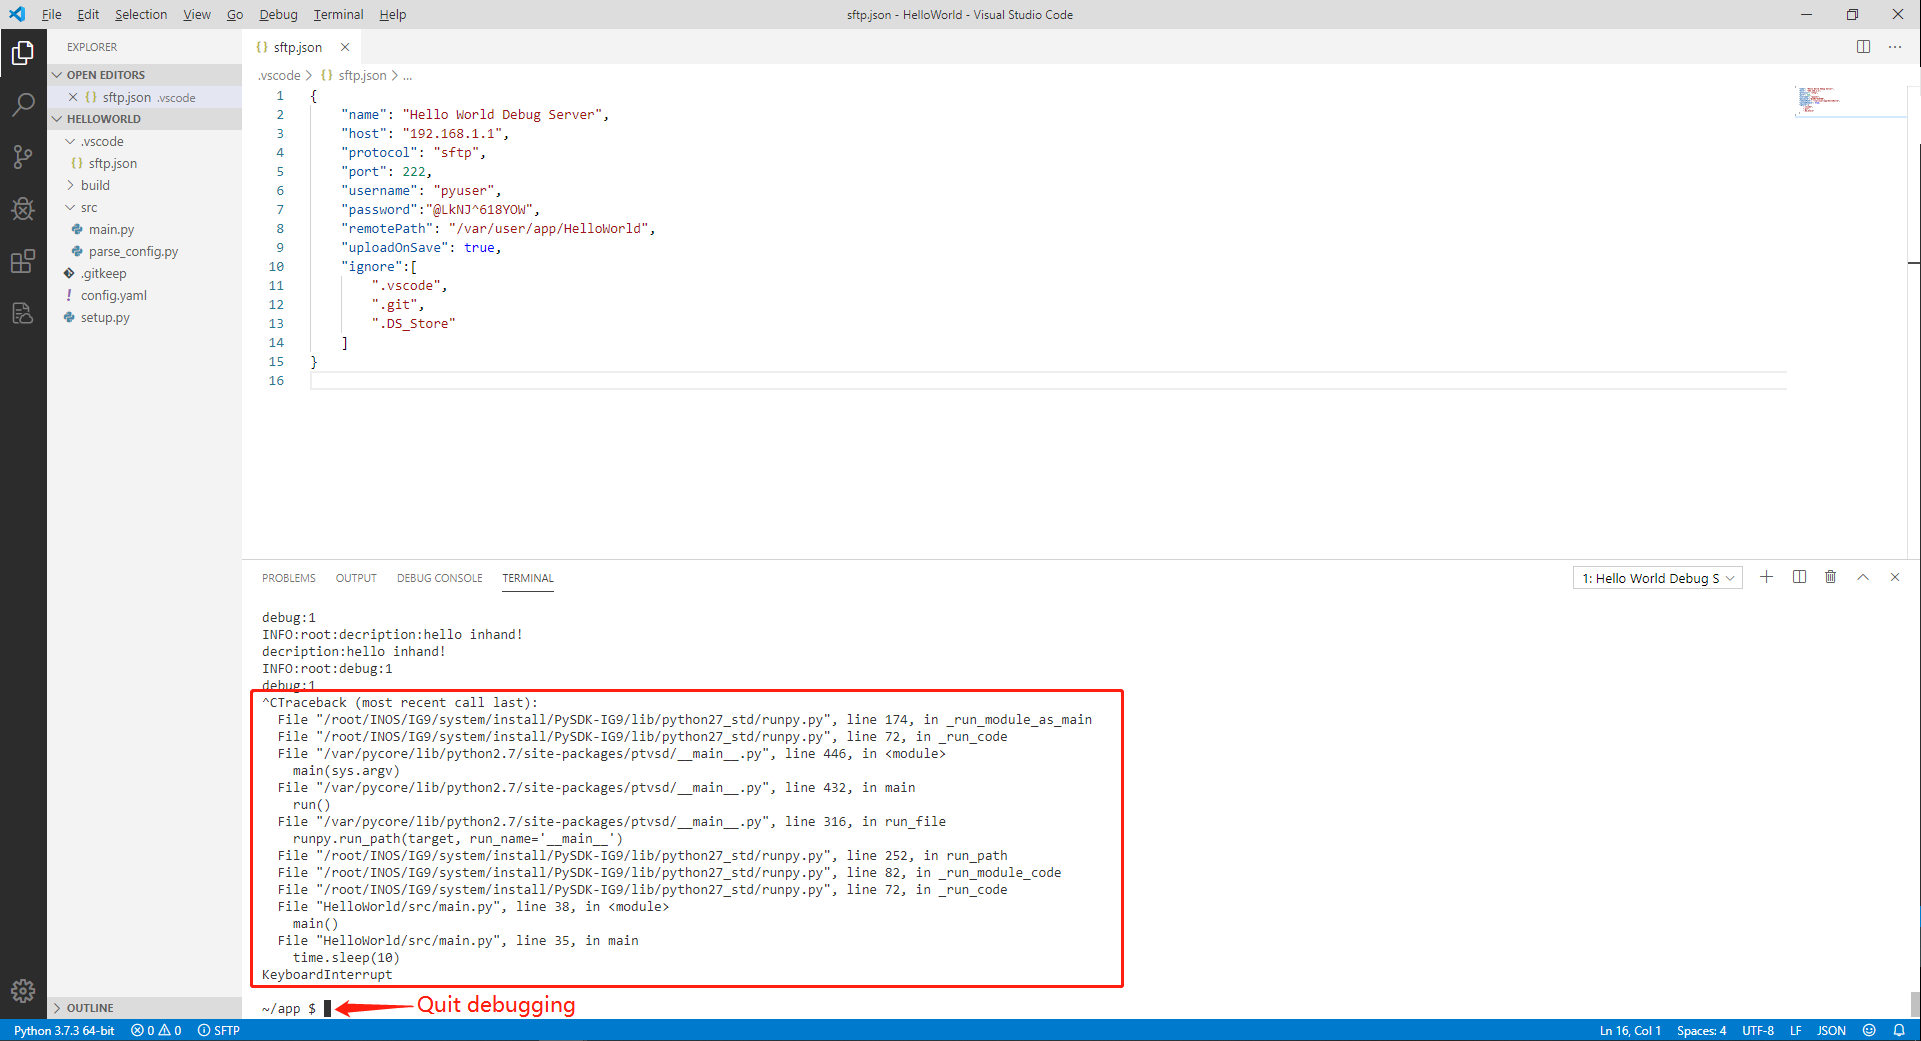 File Edit Selection View Go Debug Terminal Help
sftp.json - HelloWorld - Visual Studio Code
EXPLORER
OPEN EDITORS
sftp.json .vscode
HELLOWORLD
.vscode
sftp.json
build
src
main.py
parse_config.py
.gitkeep
config.yaml
setup.py
OUTLINE
sftp.json
.vscode > sftp.json > ...
1 {
2 "name": "Hello World Debug Server",
3 "host": "192.168.1.1",
4 "protocol": "sftp",
5 "port": 222,
6 "username": "pyuser",
7 "password":"@LkNJ^618YOW",
8 "remotePath": "/var/user/app/HelloWorld",
9 "uploadOnSave": true,
10 "ignore":[
11 ".vscode",
12 ".git",
13 ".DS_Store"
14 ]
15 }
16
PROBLEMS OUTPUT DEBUG CONSOLE TERMINAL
1: Hello World Debug S
debug:1
INFO:root:decription:hello inhand!
decription:hello inhand!
INFO:root:debug:1
debug:1
^CTraceback (most recent call last):
File "/root/INOS/IG9/system/install/PySDK-IG9/lib/python27_std/runpy.py", line 174, in _run_module_as_main
File "/root/INOS/IG9/system/install/PySDK-IG9/lib/python27_std/runpy.py", line 72, in _run_code
File "/var/pycore/lib/python2.7/site-packages/ptvsd/__main__.py", line 446, in <module>
main(sys.argv)
File "/var/pycore/lib/python2.7/site-packages/ptvsd/__main__.py", line 432, in main
run()
File "/var/pycore/lib/python2.7/site-packages/ptvsd/__main__.py", line 316, in run_file
runpy.run_path(target, run_name='__main__')
File "/root/INOS/IG9/system/install/PySDK-IG9/lib/python27_std/runpy.py", line 252, in run_path
File "/root/INOS/IG9/system/install/PySDK-IG9/lib/python27_std/runpy.py", line 82, in _run_module_code
File "/root/INOS/IG9/system/install/PySDK-IG9/lib/python27_std/runpy.py", line 72, in _run_code
File "HelloWorld/src/main.py", line 38, in <module>
main()
File "HelloWorld/src/main.py", line 35, in main
time.sleep(10)
KeyboardInterrupt
~/app $
Quit debugging
Python 3.7.3 64-bit 0 0 SFTP
Ln 16, Col 1 Spaces: 4 UTF-8 LF JSON